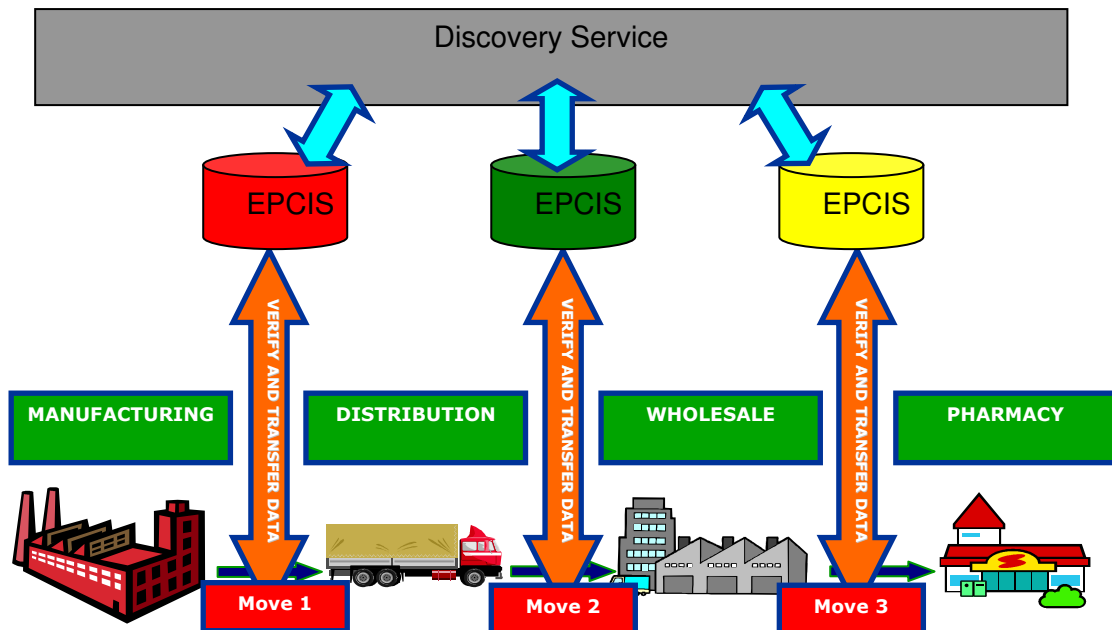 Discovery Service
EPCIS
EPCIS
EPCIS
VERIFY AND TRANSFER DATA
VERIFY AND TRANSFER DATA
VERIFY AND TRANSFER DATA
MANUFACTURING
DISTRIBUTION
WHOLESALE
PHARMACY
Move 1
Move 2
Move 3